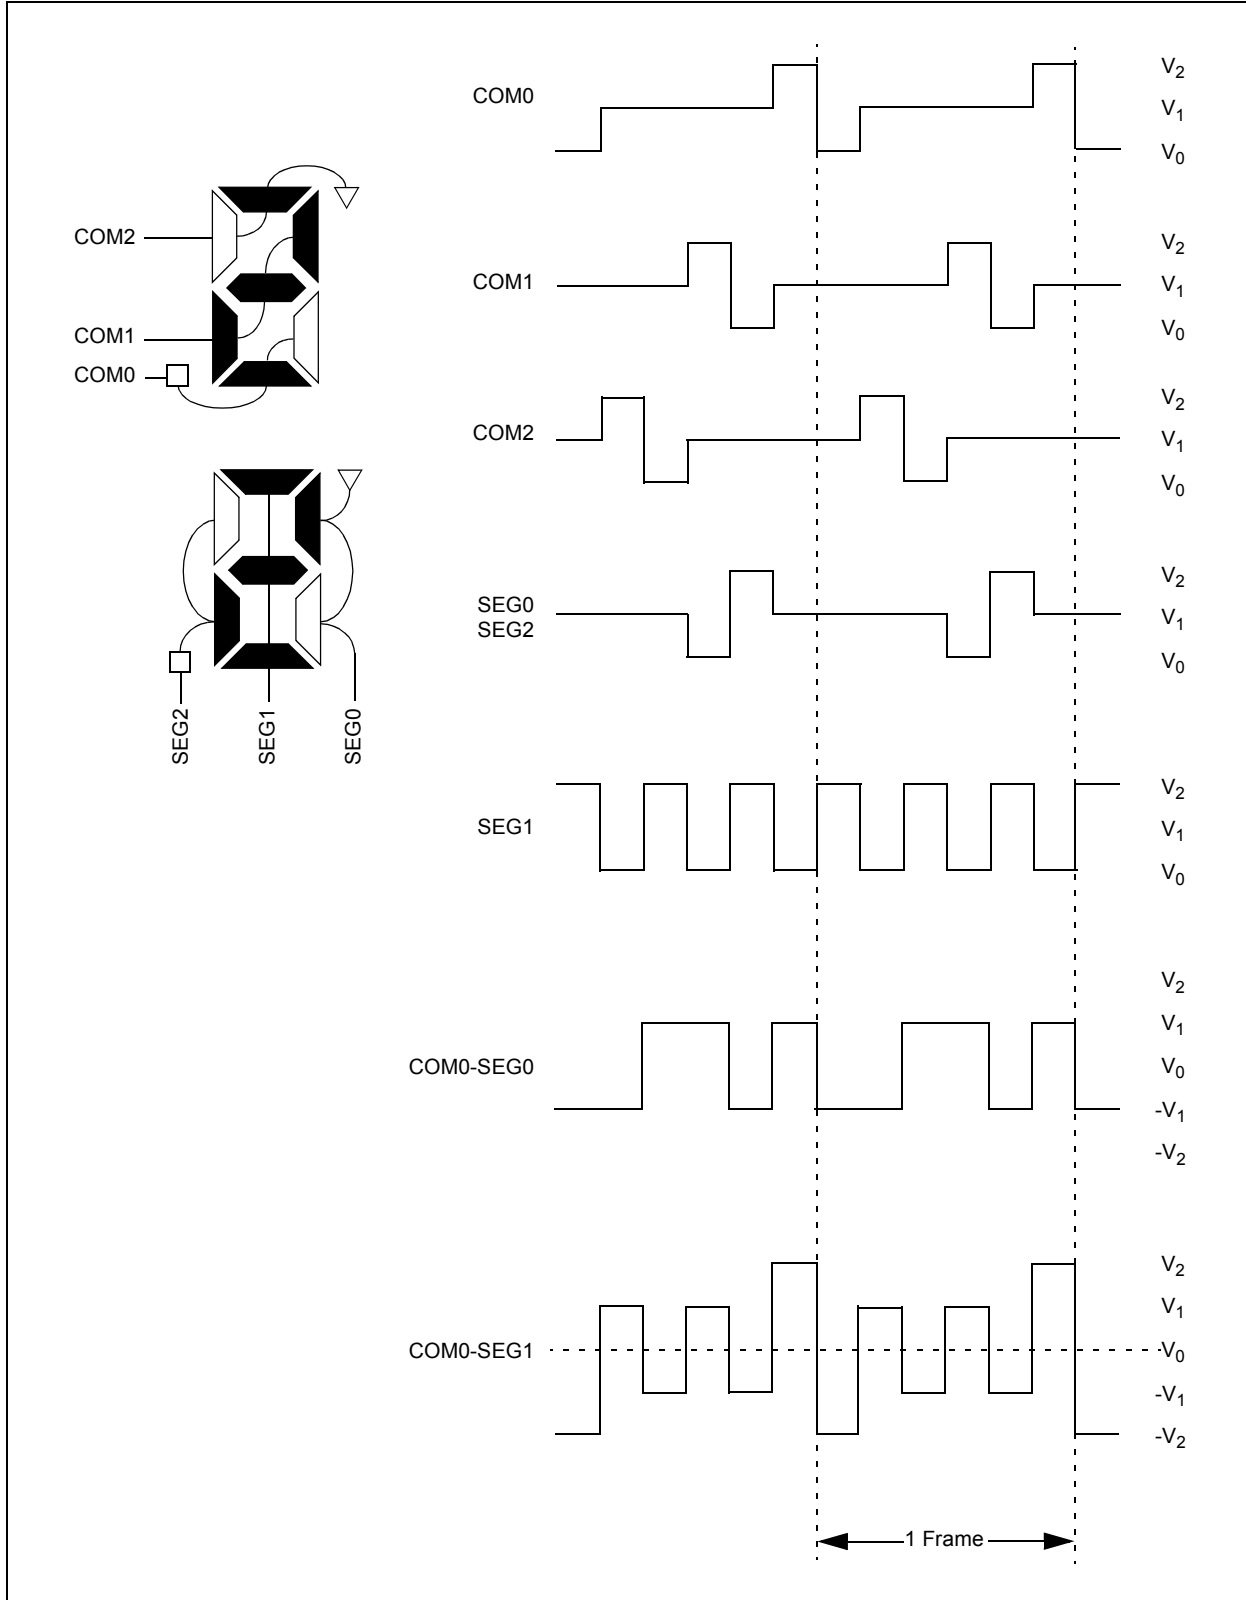 COM2
COM1
COM0
SEG2
SEG1
SEG0
COM0
V2
V1
V0
COM1
V2
V1
V0
COM2
V2
V1
V0
SEG0
SEG2
V2
V1
V0
SEG1
V2
V1
V0
COM0-SEG0
V2
V1
V0
-V1
-V2
COM0-SEG1
V2
V1
V0
-V1
-V2
1 Frame